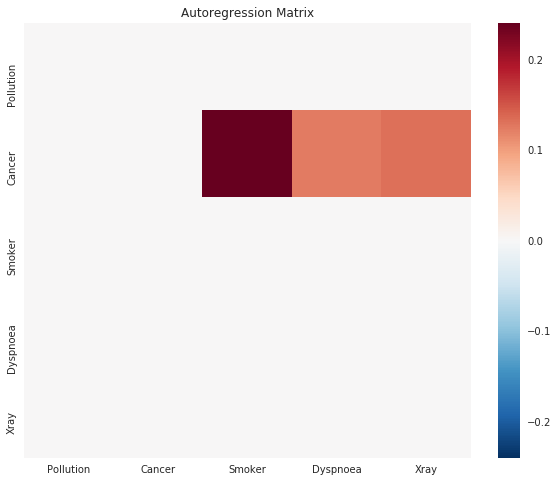 Autoregression Matrix
Pollution
Cancer
Smoker
Dyspnoea
Xray
Pollution
Cancer
Smoker
Dyspnoea
Xray
0.2
0.1
0.0
−0.1
−0.2